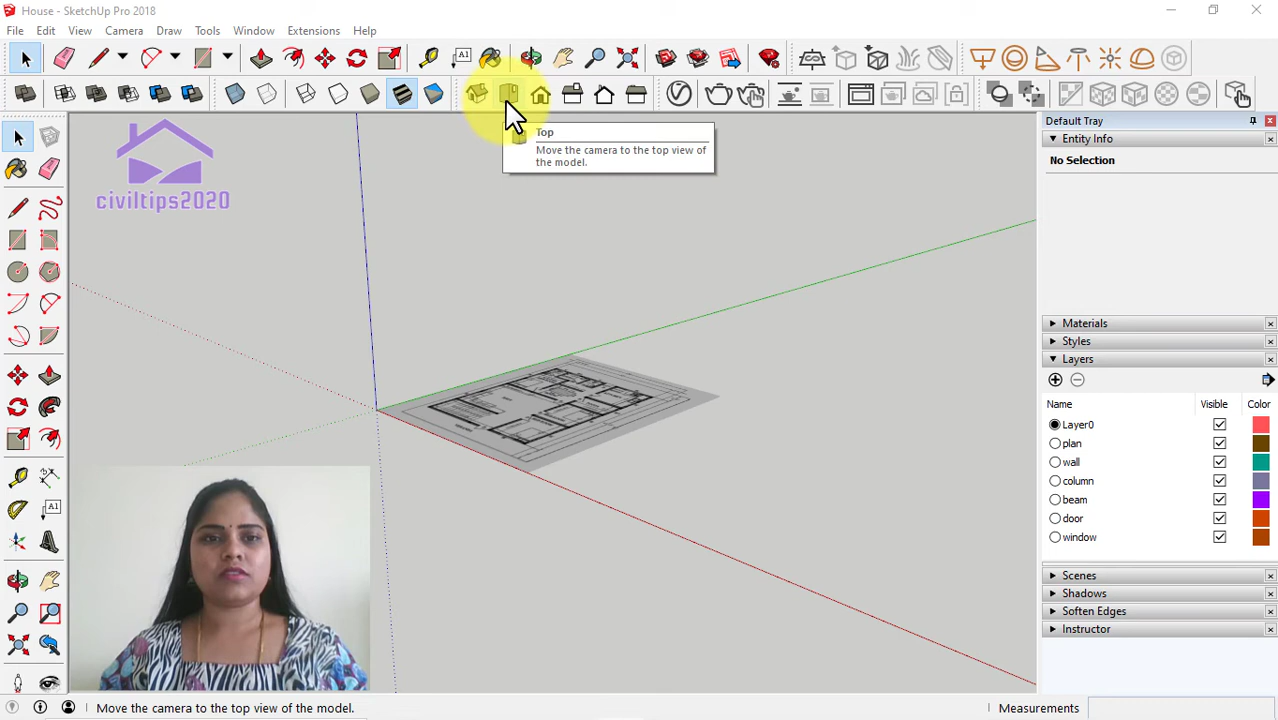 House - SketchUp Pro 2018
File Edit View Camera Draw Tools Window Extensions Help
A1
civiltips2020
Top
Move the camera to the top view of
the model.
Default Tray
Entity Info
No Selection
Materials
Styles
Layers
Name Visible Color
Layer0
plan
wall
column
beam
door
window
Scenes
Shadows
Soften Edges
Instructor
A1
Move the camera to the top view of the model.
Measurements